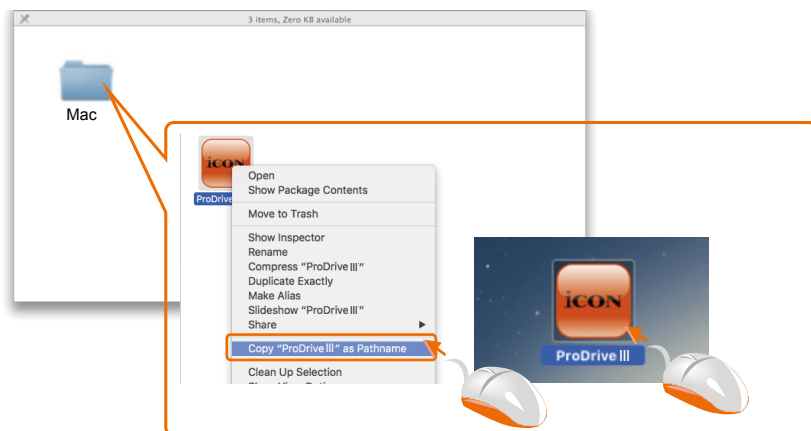 3 items, Zero KB available
Mac
iCON
ProDrive
Open
Show Package Contents
Move to Trash
Show Inspector
Rename
Compress “ProDrive III”
Duplicate Exactly
Make Alias
Slideshow “ProDrive III”
Share
Copy “ProDrive III” as Pathname
Clean Up Selection
iCON
ProDrive III